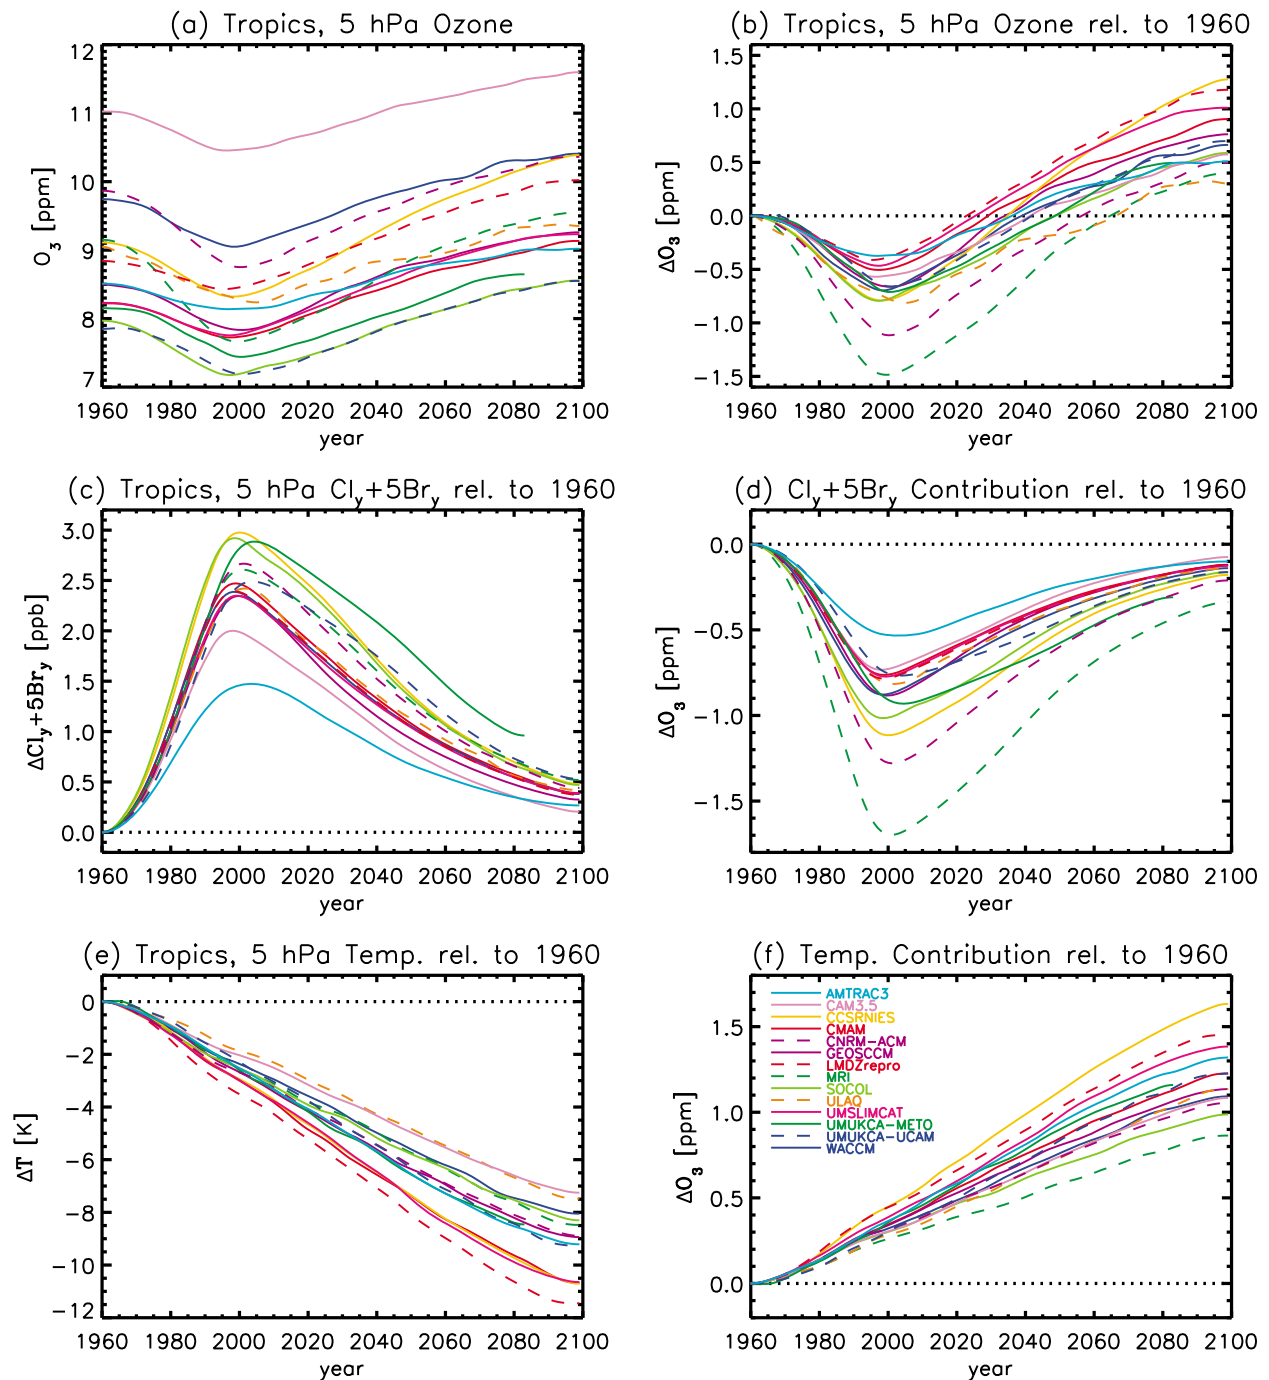 (a) Tropics, 5 hPa Ozone
12
11
10
9
8
7
O3 [ppm]
1960 1980 2000 2020 2040 2060 2080 2100
year
(b) Tropics, 5 hPa Ozone rel. to 1960
1.5
1.0
0.5
0.0
−0.5
−1.0
−1.5
ΔO3 [ppm]
1960 1980 2000 2020 2040 2060 2080 2100
year
(c) Tropics, 5 hPa Cly+5Bry rel. to 1960
3.0
2.5
2.0
1.5
1.0
0.5
0.0
ΔCly+5Bry [ppb]
1960 1980 2000 2020 2040 2060 2080 2100
year
(d) Cly+5Bry Contribution rel. to 1960
0.0
−0.5
−1.0
−1.5
ΔO3 [ppm]
1960 1980 2000 2020 2040 2060 2080 2100
year
(e) Tropics, 5 hPa Temp. rel. to 1960
0
−2
−4
−6
−8
−10
−12
ΔT [K]
1960 1980 2000 2020 2040 2060 2080 2100
year
(f) Temp. Contribution rel. to 1960
1.5
1.0
0.5
0.0
ΔO3 [ppm]
AMTRAC3
CAM3.5
CCSRNIES
CMAM
CNRM−ACM
GEOSCCM
LMDZrepro
MRI
SOCOL
ULAQ
UMSLIMCAT
UMUKCA−METO
UMUKCA−UCAM
WACCM
1960 1980 2000 2020 2040 2060 2080 2100
year